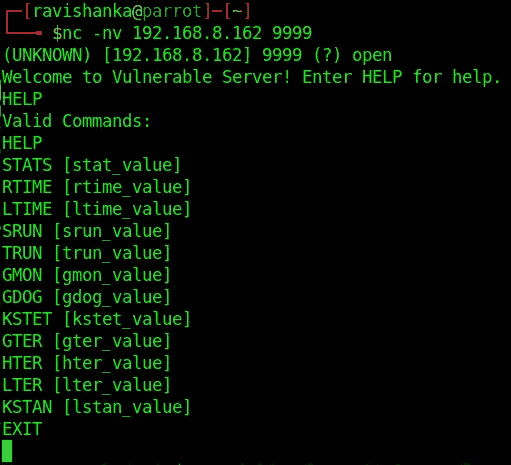 ┌─[ravishanka@parrot]─[~]
└──╼ $nc -nv 192.168.8.162 9999
(UNKNOWN) [192.168.8.162] 9999 (?) open
Welcome to Vulnerable Server! Enter HELP for help.
HELP
Valid Commands:
HELP
STATS [stat_value]
RTIME [rtime_value]
LTIME [ltime_value]
SRUN [srun_value]
TRUN [trun_value]
GMON [gmon_value]
GDOG [gdog_value]
KSTET [kstet_value]
GTER [gter_value]
HTER [hter_value]
LTER [lter_value]
KSTAN [lstan_value]
EXIT